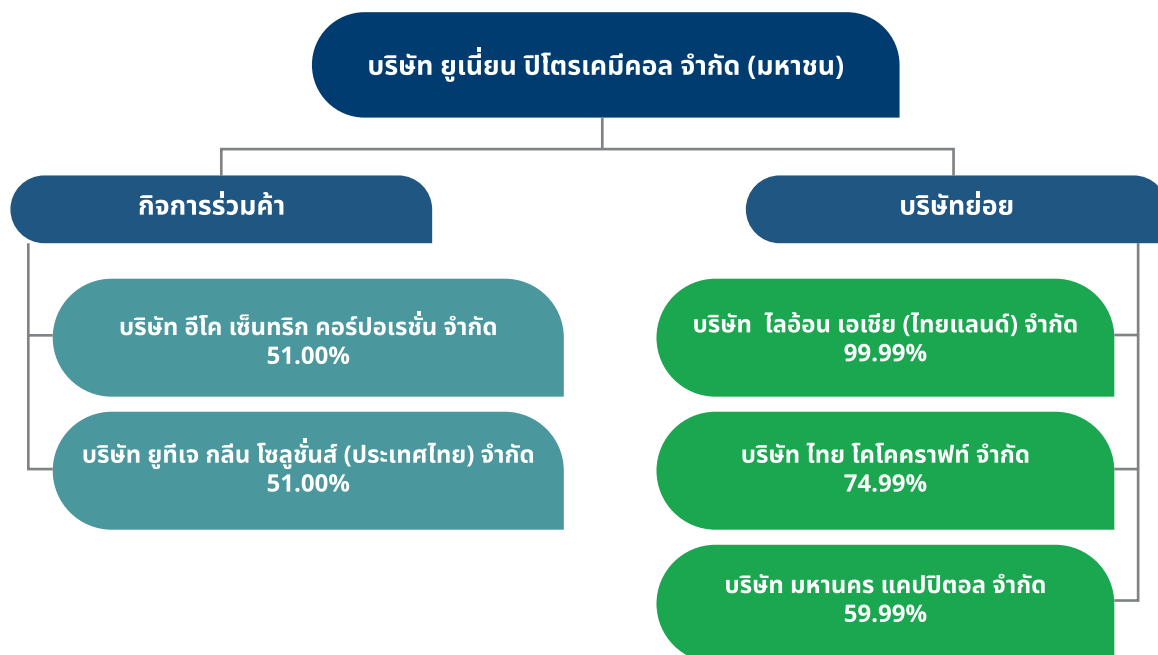 บริษัท ยูเนี่ยน ปิโตรเคมีคอล จำกัด (มหาชน)
กิจการร่วมค้า
บริษัท อีโค เซ็นทริก คอร์ปอเรชั่น จำกัด
51.00%
บริษัท ยูทีเจ กลีน โซลูชั่นส์ (ประเทศไทย) จำกัด
51.00%
บริษัทย่อย
บริษัท ไลอ้อน เอเชีย (ไทยแลนด์) จำกัด
99.99%
บริษัท ไทย โคโคคราฟท์ จำกัด
74.99%
บริษัท มหานคร แคปปิตอล จำกัด
59.99%